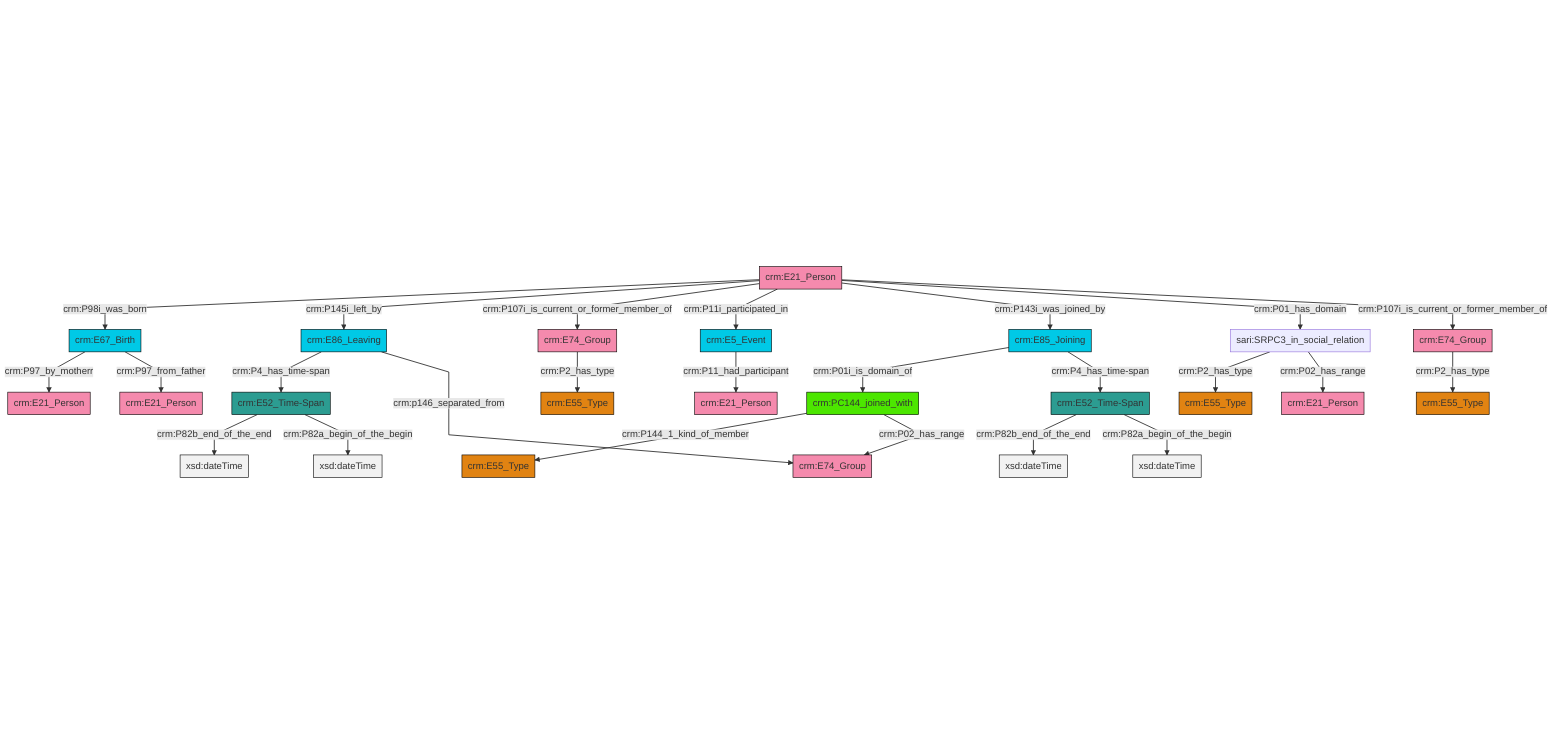 crm:E21_Person
crm:P98i_was_born
crm:P145i_left_by
crm:P107i_is_current_or_former_member_of
crm:P11i_participated_in
crm:P143i_was_joined_by
crm:P01_has_domain
crm:P107i_is_current_or_former_member_of
crm:E67_Birth
crm:E86_Leaving
crm:E74_Group
crm:E5_Event
crm:E85_Joining
sari:SRPC3_in_social_relation
crm:E74_Group
crm:P97_by_motherr
crm:P97_from_father
crm:P4_has_time-span
crm:p146_separated_from
crm:P2_has_type
crm:P11_had_participant
crm:P01i_is_domain_of
crm:P4_has_time-span
crm:P2_has_type
crm:P02_has_range
crm:P2_has_type
crm:E21_Person
crm:E21_Person
crm:E52_Time-Span
crm:E55_Type
crm:E21_Person
crm:PC144_joined_with
crm:E52_Time-Span
crm:E55_Type
crm:E21_Person
crm:E55_Type
crm:P82b_end_of_the_end
crm:P82a_begin_of_the_begin
crm:P144_1_kind_of_member
crm:P02_has_range
crm:P82b_end_of_the_end
crm:P82a_begin_of_the_begin
xsd:dateTime
xsd:dateTime
crm:E55_Type
crm:E74_Group
xsd:dateTime
xsd:dateTime